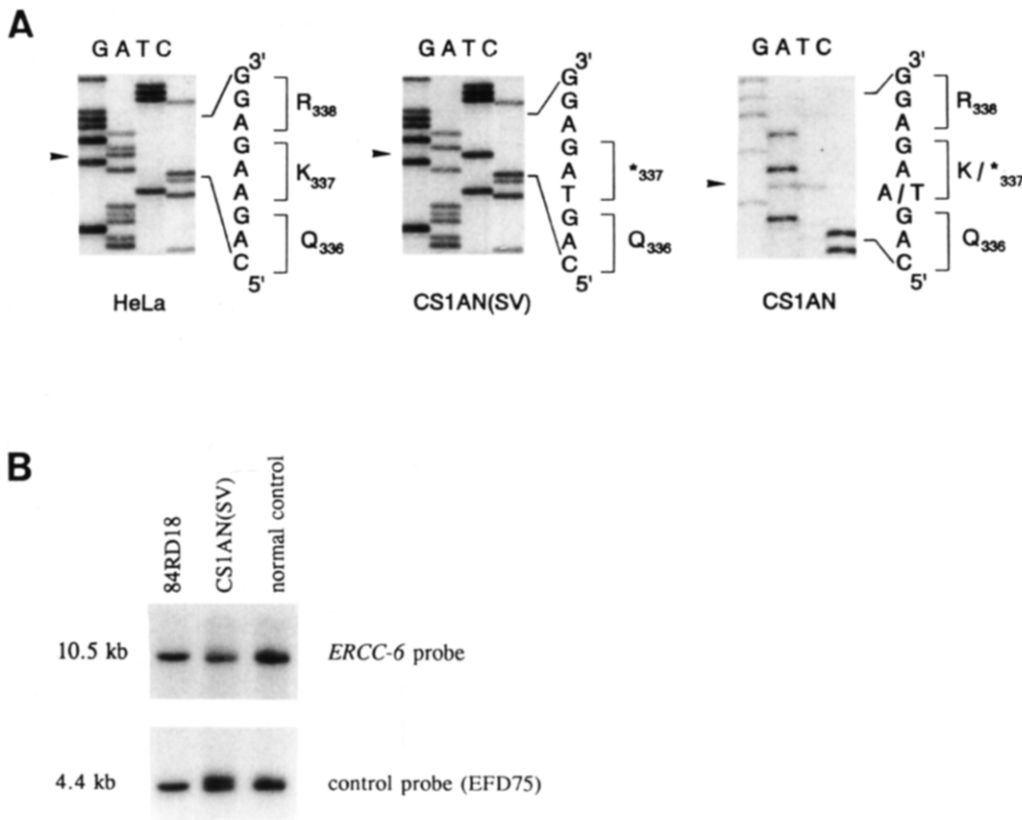 A
G A T C
3'
G
G
A
G
A
A
G
A
C
5'
R338
K337
Q336
HeLa
G A T C
3'
G
G
A
G
A
T
G
A
C
5'
*337
Q336
CS1AN(SV)
G A T C
3'
G
G
A
G
A
A/T
G
A
C
5'
R338
K/*337
Q336
CS1AN
B
84RD18
CS1AN(SV)
normal control
10.5 kb
ERCC-6 probe
4.4 kb
control probe (EFD75)